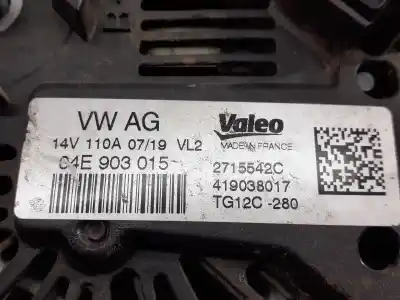 VW AG
14V 110A 07/19 VL2
04E 903 015
Valeo
MADE IN FRANCE
2715542C
419038017
TG12C -280